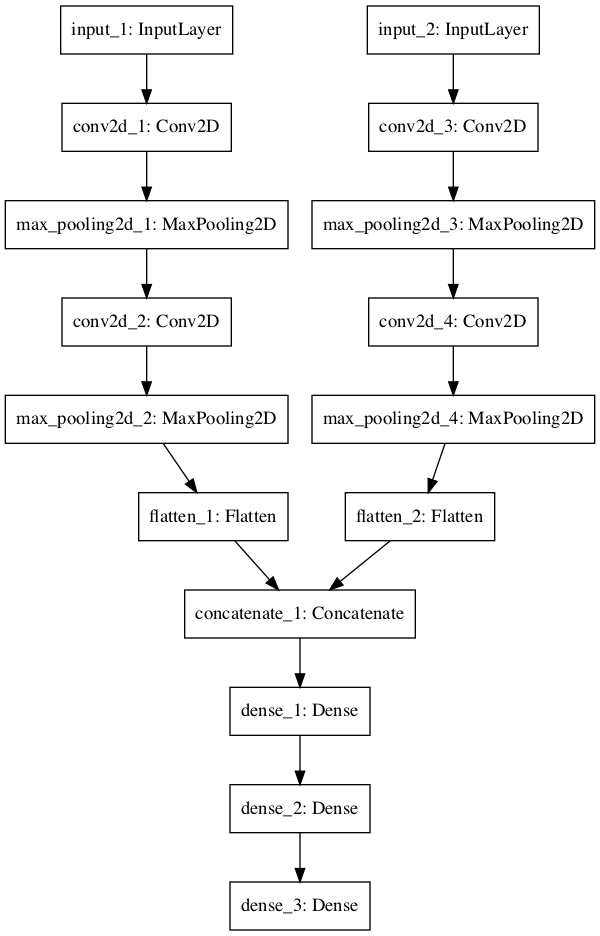 input_1: InputLayer
input_2: InputLayer
conv2d_1: Conv2D
conv2d_3: Conv2D
max_pooling2d_1: MaxPooling2D
max_pooling2d_3: MaxPooling2D
conv2d_2: Conv2D
conv2d_4: Conv2D
max_pooling2d_2: MaxPooling2D
max_pooling2d_4: MaxPooling2D
flatten_1: Flatten
flatten_2: Flatten
concatenate_1: Concatenate
dense_1: Dense
dense_2: Dense
dense_3: Dense